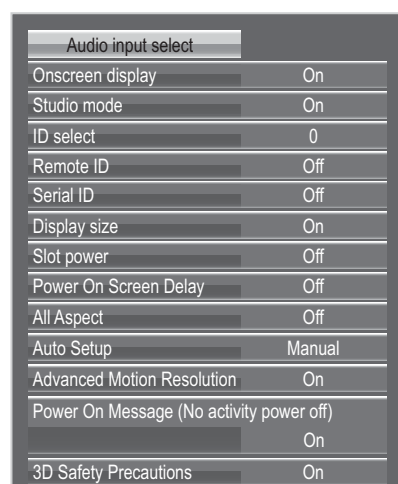 Audio input select
Onscreen display On
Studio mode On
ID select 0
Remote ID Off
Serial ID Off
Display size On
Slot power Off
Power On Screen Delay Off
All Aspect Off
Auto Setup Manual
Advanced Motion Resolution On
Power On Message (No activity power off)
On
3D Safety Precautions On